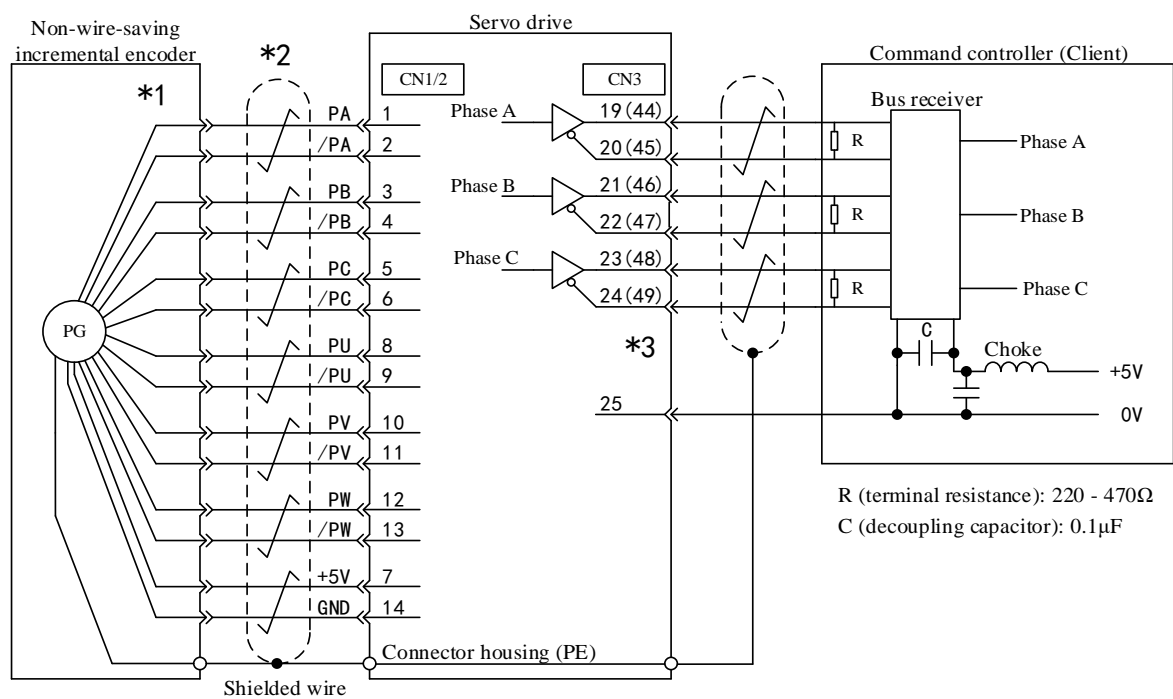 Non-wire-saving
incremental encoder
Servo drive
Command controller (Client)
*1
*2
CN1/2
CN3
Bus receiver
PA 1
/PA 2
PB 3
/PB 4
PC 5
/PC 6
PU 8
/PU 9
PV 10
/PV 11
PW 12
/PW 13
+5V 7
GND 14
PG
Phase A
19(44)
20(45)
Phase B
21(46)
22(47)
Phase C
23(48)
24(49)
*3
25
R
R
R
Phase A
Phase B
Phase C
C
Choke
+5V
0V
Connector housing (PE)
Shielded wire
R (terminal resistance): 220 - 470Ω
C (decoupling capacitor): 0.1μF